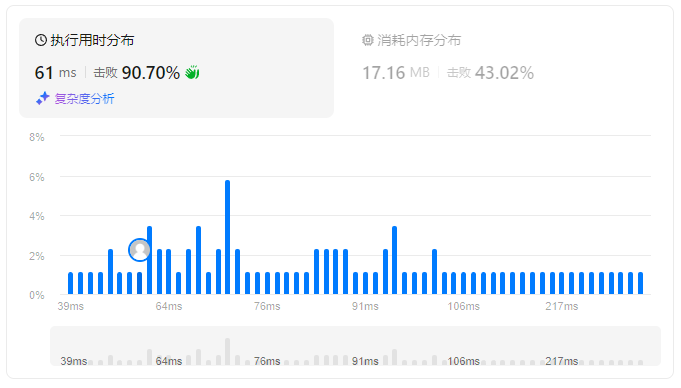 执行用时分布
61 ms 击败 90.70%
复杂度分析
消耗内存分布
17.16 MB 击败 43.02%
8%
6%
4%
2%
0%
39ms 64ms 76ms 91ms 106ms 217ms
39ms 64ms 76ms 91ms 106ms 217ms